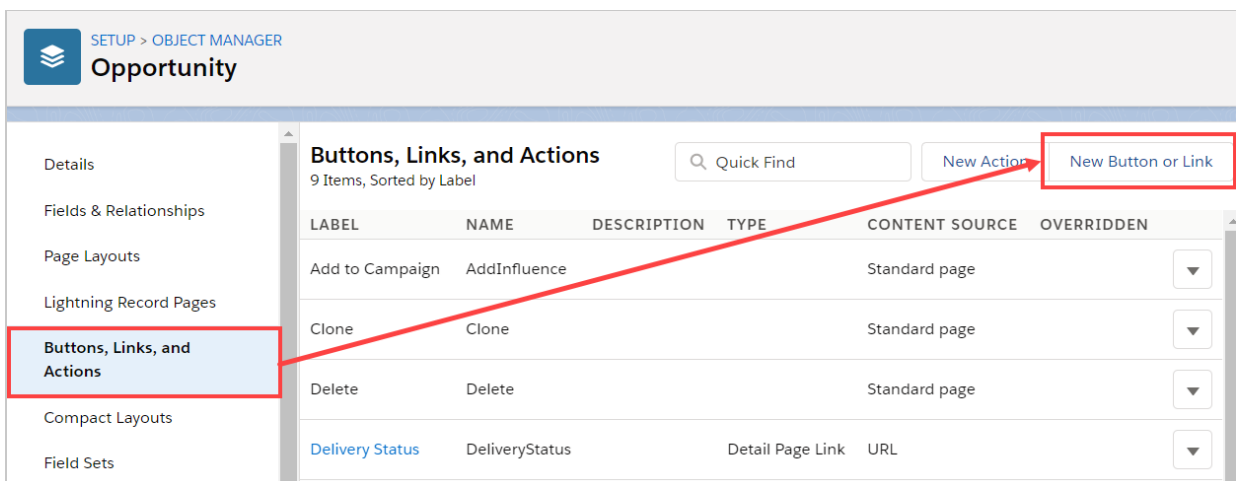 SETUP > OBJECT MANAGER
Opportunity
Details
Fields & Relationships
Page Layouts
Lightning Record Pages
Buttons, Links, and
Actions
Compact Layouts
Field Sets
Buttons, Links, and Actions
9 Items, Sorted by Label
Quick Find
New Action
New Button or Link
LABEL NAME DESCRIPTION TYPE CONTENT SOURCE OVERRIDDEN
Add to Campaign AddInfluence Standard page
Clone Clone Standard page
Delete Delete Standard page
Delivery Status DeliveryStatus Detail Page Link URL